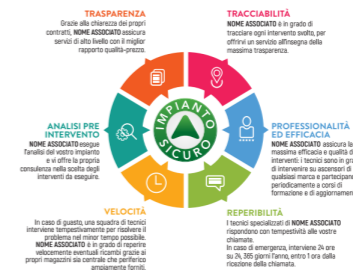 TRASPARENZA
Grazie alla chiarezza dei propri
contratti, NOME ASSOCIATO assicura
servizi di alto livello con il miglior
rapporto qualità-prezzo.
TRACCIABILITÀ
NOME ASSOCIATO è in grado di
tracciare ogni intervento svolto, per
offrirvi un servizio all'insegna della
massima trasparenza.
IMPIANTO
SICURO
ANALISI PRE
INTERVENTO
NOME ASSOCIATO esegue
l'analisi del vostro impianto
e vi offre la propria
consulenza nella scelta degli
interventi da eseguire.
PROFESSIONALITÀ
ED EFFICACIA
NOME ASSOCIATO assicura la
massima efficacia e qualità d
interventi: i tecnici sono in gra
di intervenire su ascensori di
qualsiasi marca e partecipano
periodicamente a corsi di
formazione e di aggiornamen
VELOCITÀ
In caso di guasto, una squadra di tecnici
interviene tempestivamente per risolvere il
problema nel minor tempo possibile.
NOME ASSOCIATO è in grado di reperire
velocemente eventuali ricambi grazie ai
propri magazzini sia centrale che periferico
ampiamente forniti.
REPERIBILITÀ
I tecnici specializzati di NOME ASSOCIATO
rispondono con tempestività alle vostre
chiamate.
In caso di emergenza, interviene 24 ore
su 24, 365 giorni l'anno, entro 1 ora dalla
ricezione della chiamata.